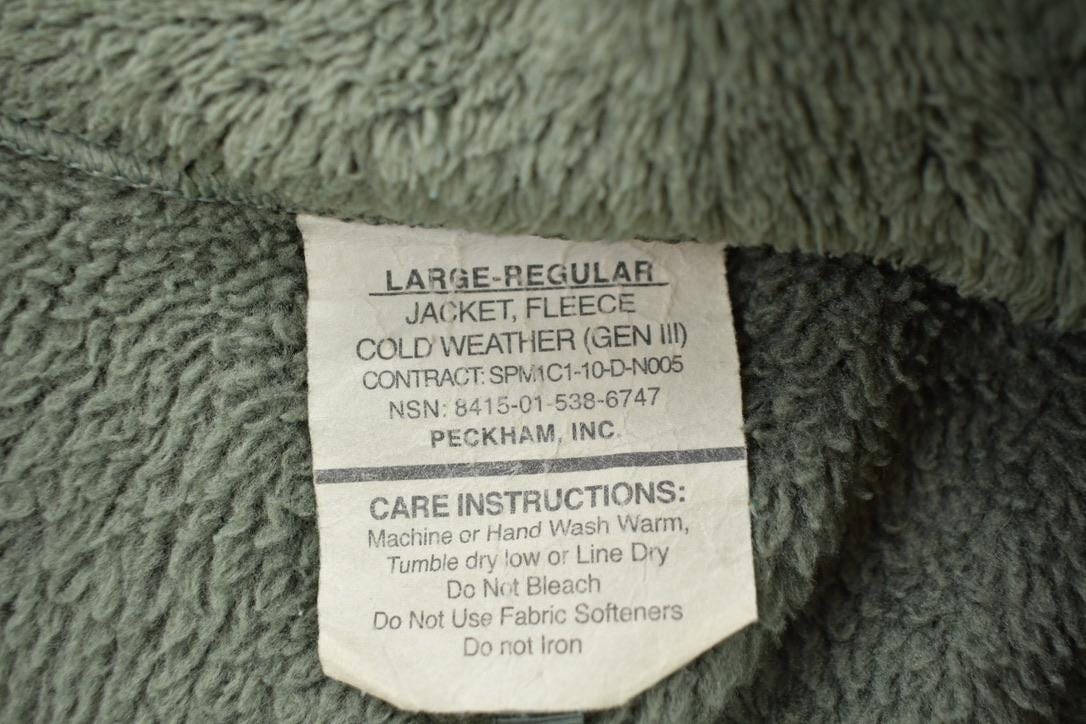 LARGE-REGULAR
JACKET, FLEECE
COLD WEATHER (GEN III)
CONTRACT: SPM1C1-10-D-N005
NSN: 8415-01-538-6747
PECKHAM, INC.
CARE INSTRUCTIONS:
Machine or Hand Wash Warm,
Tumble dry low or Line Dry
Do Not Bleach
Do Not Use Fabric Softeners
Do not Iron